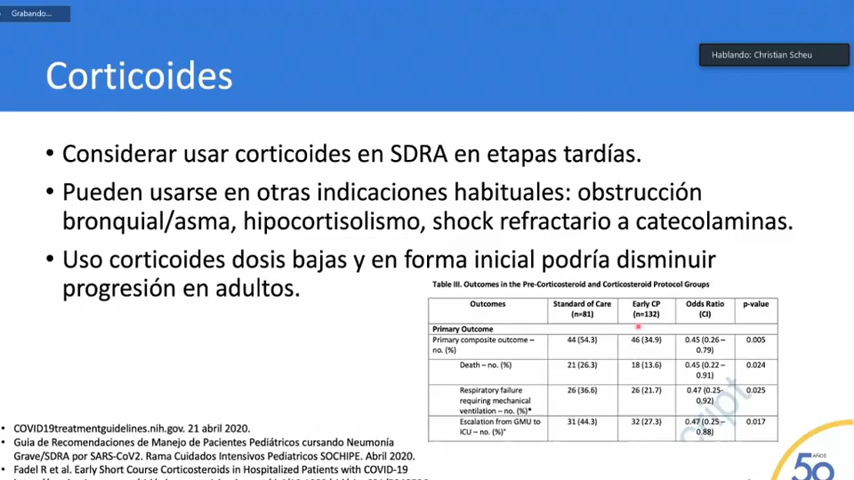 Grabando...
Hablando: Christian Scheu
Corticoides
• Considerar usar corticoides en SDRA en etapas tardías.
• Pueden usarse en otras indicaciones habituales: obstrucción
bronquial/asma, hipocortisolismo, shock refractario a catecolaminas.
• Uso corticoides dosis bajas y en forma inicial podría disminuir
progresión en adultos.
Table III. Outcomes in the Pre-Corticosteroid and Corticosteroid Protocol Groups
Outcomes Standard of Care (n=81) Early CP (n=132) Odds Ratio (CI) p-value
Primary Outcome
Primary composite outcome – no. (%) 44 (54.3) 46 (34.9) 0.45 (0.26 – 0.79) 0.005
Death – no. (%) 21 (26.3) 18 (13.6) 0.45 (0.22 – 0.91) 0.024
Respiratory failure requiring mechanical ventilation – no. (%)* 26 (36.6) 26 (21.7) 0.47 (0.25- 0.92) 0.025
Escalation from GMU to ICU – no. (%)^ 31 (44.3) 32 (27.3) 0.47 (0.25 – 0.88) 0.017
• COVID19treatmentguidelines.nih.gov. 21 abril 2020.
• Guia de Recomendaciones de Manejo de Pacientes Pediátricos cursando Neumonía
Grave/SDRA por SARS-CoV2. Rama Cuidados Intensivos Pediatricos SOCHIPE. Abril 2020.
• Fadel R et al. Early Short Course Corticosteroids in Hospitalized Patients with COVID-19
AÑOS
50